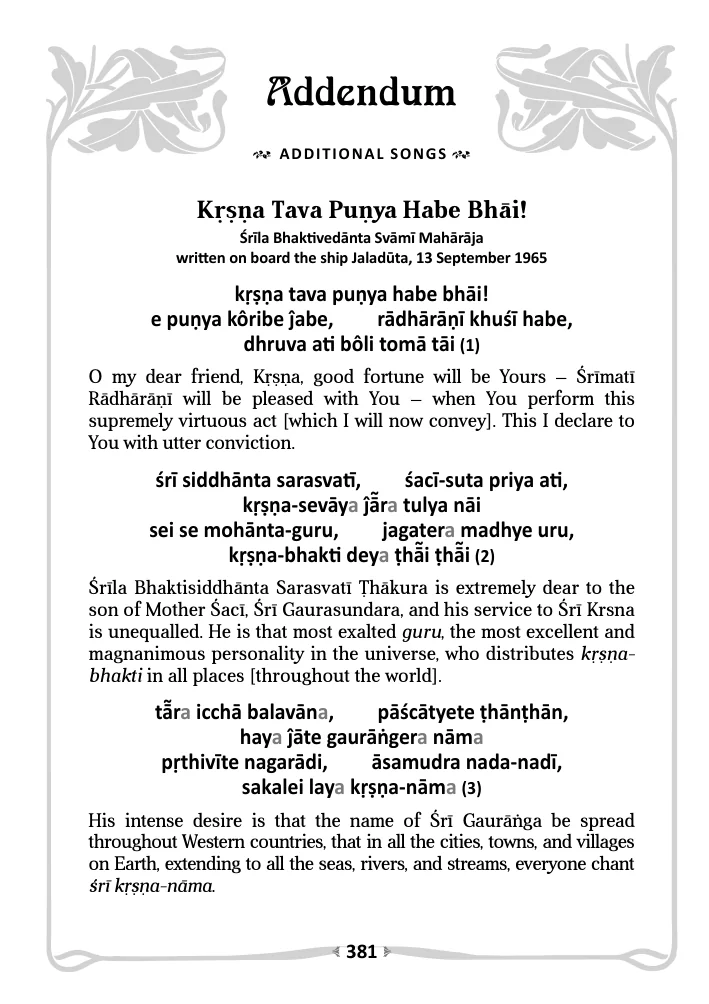 Addendum
ADDITIONAL SONGS
Kṛṣṇa Tava Puṇya Habe Bhāi!
Śrīla Bhaktivedānta Svāmī Mahārāja
written on board the ship Jaladūta, 13 September 1965
kṛṣṇa tava puṇya habe bhāi!
e puṇya kôribe ĵabe, rādhārāṇī khuśī habe,
dhruva ati bôli tomā tāi (1)
O my dear friend, Kṛṣṇa, good fortune will be Yours – Śrīmatī
Rādhārāṇī will be pleased with You – when You perform this
supremely virtuous act [which I will now convey]. This I declare to
You with utter conviction.
śrī siddhānta sarasvatī, śacī-suta priya ati,
kṛṣṇa-sevāya ĵā̃ra tulya nāi
sei se mohānta-guru, jagatera madhye uru,
kṛṣṇa-bhakti deya ṭhā̃i ṭhā̃i (2)
Śrīla Bhaktisiddhānta Sarasvatī Ṭhākura is extremely dear to the
son of Mother Śacī, Śrī Gaurasundara, and his service to Śrī Krsna
is unequalled. He is that most exalted guru, the most excellent and
magnanimous personality in the universe, who distributes kṛṣṇa-
bhakti in all places [throughout the world].
tā̃ra icchā balavāna, pāścātyete ṭhānṭhān,
haya ĵāte gaurāṅgera nāma
pṛthivīte nagarādi, āsamudra nada-nadī,
sakalei laya kṛṣṇa-nāma (3)
His intense desire is that the name of Śrī Gaurāṅga be spread
throughout Western countries, that in all the cities, towns, and villages
on Earth, extending to all the seas, rivers, and streams, everyone chant
śrī kṛṣṇa-nāma.
381